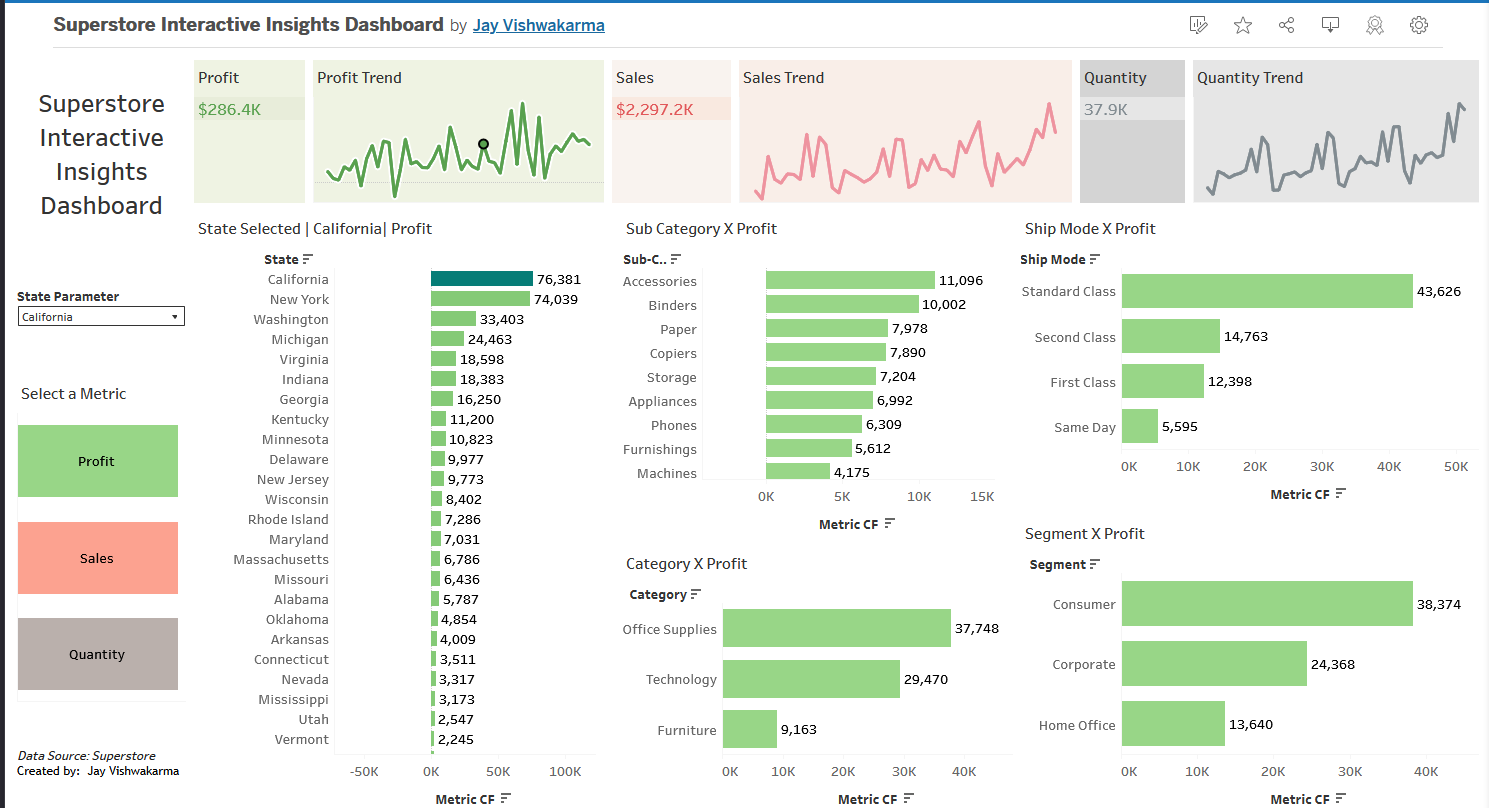 Superstore Interactive Insights Dashboard by Jay Vishwakarma
Superstore
Interactive
Insights
Dashboard
Profit
$286.4K
Profit Trend
Sales
$2,297.2K
Sales Trend
Quantity
37.9K
Quantity Trend
State Parameter
California
Select a Metric
Profit
Sales
Quantity
Data Source: Superstore
Created by: Jay Vishwakarma
State Selected | California| Profit
State
California 76,381
New York 74,039
Washington 33,403
Michigan 24,463
Virginia 18,598
Indiana 18,383
Georgia 16,250
Kentucky 11,200
Minnesota 10,823
Delaware 9,977
New Jersey 9,773
Wisconsin 8,402
Rhode Island 7,286
Maryland 7,031
Massachusetts 6,786
Missouri 6,436
Alabama 5,787
Oklahoma 4,854
Arkansas 4,009
Connecticut 3,511
Nevada 3,317
Mississippi 3,173
Utah 2,547
Vermont 2,245
-50K 0K 50K 100K
Metric CF
Sub Category X Profit
Sub-C..
Accessories 11,096
Binders 10,002
Paper 7,978
Copiers 7,890
Storage 7,204
Appliances 6,992
Phones 6,309
Furnishings 5,612
Machines 4,175
0K 5K 10K 15K
Metric CF
Category X Profit
Category
Office Supplies 37,748
Technology 29,470
Furniture 9,163
0K 10K 20K 30K 40K
Metric CF
Ship Mode X Profit
Ship Mode
Standard Class 43,626
Second Class 14,763
First Class 12,398
Same Day 5,595
0K 10K 20K 30K 40K 50K
Metric CF
Segment X Profit
Segment
Consumer 38,374
Corporate 24,368
Home Office 13,640
0K 10K 20K 30K 40K
Metric CF